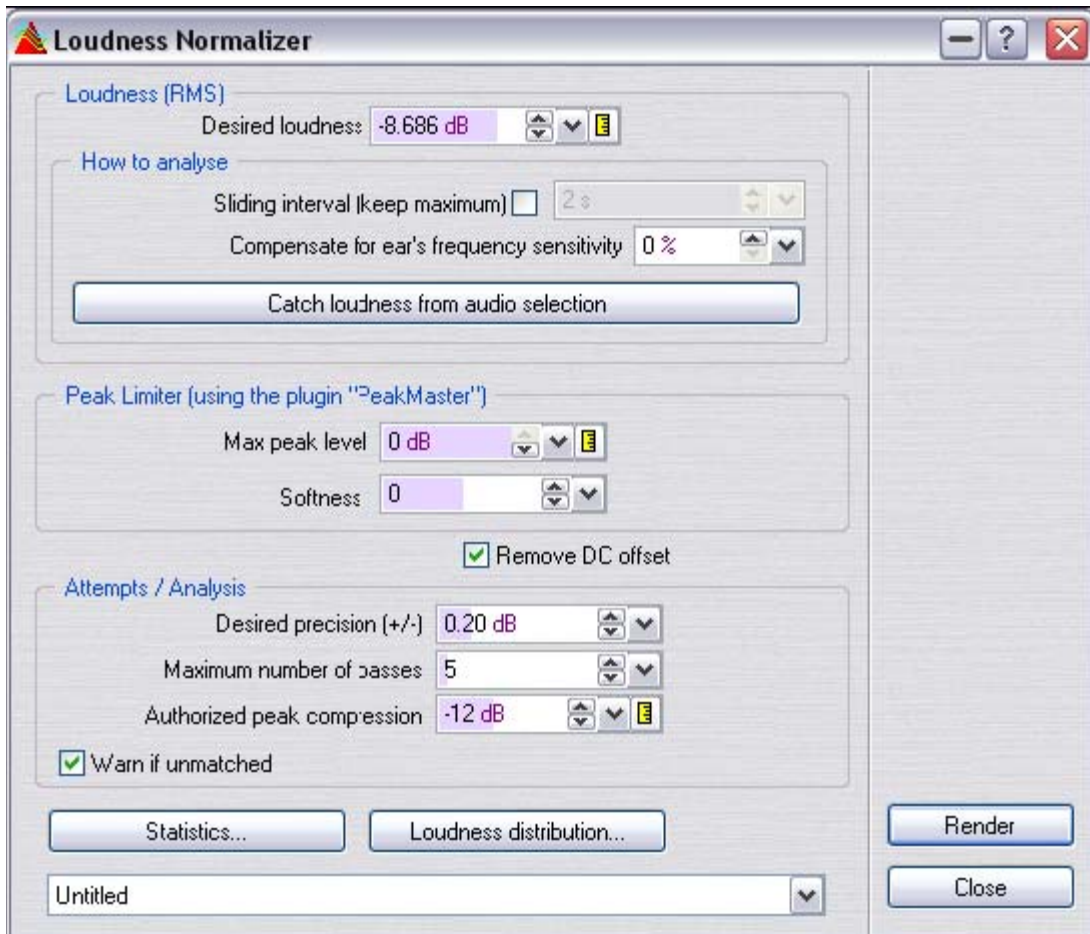 Loudness Normalizer
Loudness (RMS)
Desired loudness -8.686 dB
How to analyse
Sliding interval (keep maximum) 2 s
Compensate for ear's frequency sensitivity 0 %
Catch loudness from audio selection
Peak Limiter (using the plugin "PeakMaster")
Max peak level 0 dB
Softness 0
Remove DC offset
Attempts / Analysis
Desired precision (+/-) 0.20 dB
Maximum number of passes 5
Authorized peak compression -12 dB
Warn if unmatched
Statistics... Loudness distribution... Render
Untitled Close